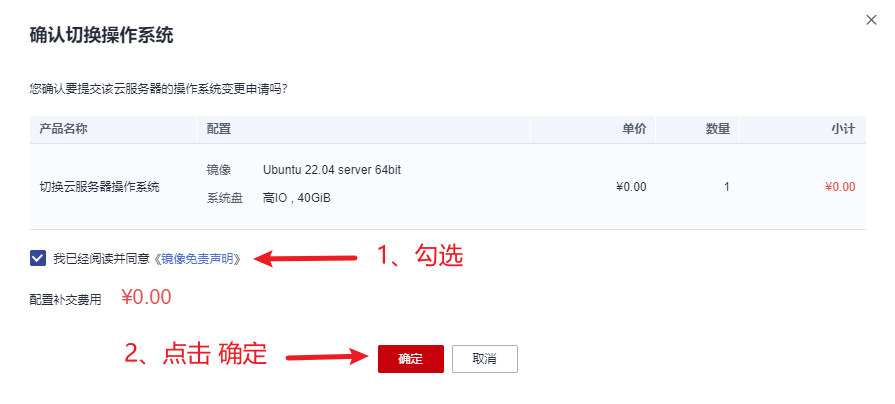 确认切换操作系统
您确认要提交该云服务器的操作系统变更申请吗？
产品名称 配置 单价 数量 小计
镜像 Ubuntu 22.04 server 64bit
切换云服务器操作系统 ¥0.00 1 ¥0.00
系统盘 高IO , 40GiB
我已经阅读并同意《镜像免责声明》 1、勾选
配置补交费用 ¥0.00
2、点击 确定 确定 取消